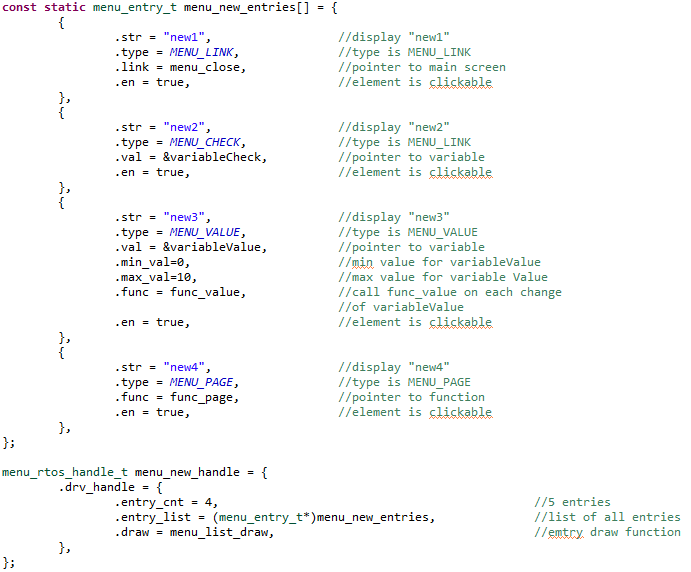 const static menu_entry_t menu_new_entries[] = {
{
.str = "new1", //display "new1"
.type = MENU_LINK, //type is MENU_LINK
.link = menu_close, //pointer to main screen
.en = true, //element is clickable
},
{
.str = "new2", //display "new2"
.type = MENU_CHECK, //type is MENU_LINK
.val = &variableCheck, //pointer to variable
.en = true, //element is clickable
},
{
.str = "new3", //display "new3"
.type = MENU_VALUE, //type is MENU_VALUE
.val = &variableValue, //pointer to variable
.min_val=0, //min value for variableValue
.max_val=10, //max value for variable Value
.func = func_value, //call func_value on each change
//of variableValue
.en = true, //element is clickable
},
{
.str = "new4", //display "new4"
.type = MENU_PAGE, //type is MENU_PAGE
.func = func_page, //pointer to function
.en = true, //element is clickable
},
};
menu_rtos_handle_t menu_new_handle = {
.drv_handle = {
.entry_cnt = 4, //5 entries
.entry_list = (menu_entry_t*)menu_new_entries, //list of all entries
.draw = menu_list_draw, //emtry draw function
},
};